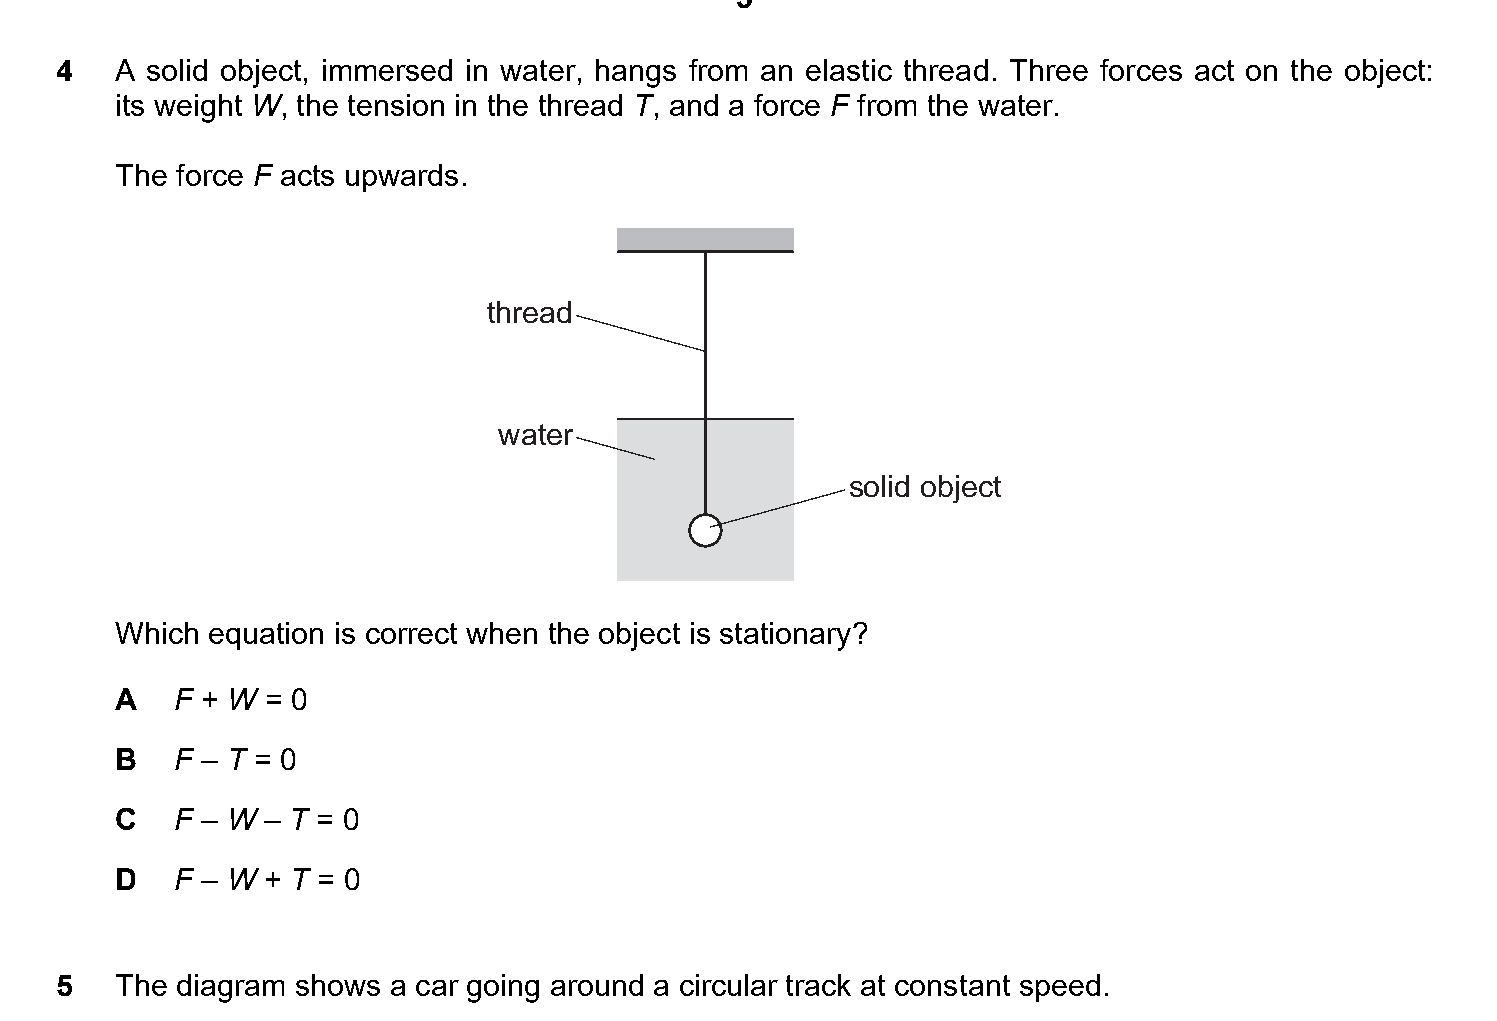 4 A solid object, immersed in water, hangs from an elastic thread. Three forces act on the object:
its weight W, the tension in the thread T, and a force F from the water.
The force F acts upwards.
thread
water
solid object
Which equation is correct when the object is stationary?
A F + W = 0
B F – T = 0
C F – W – T = 0
D F – W + T = 0
5 The diagram shows a car going around a circular track at constant speed.